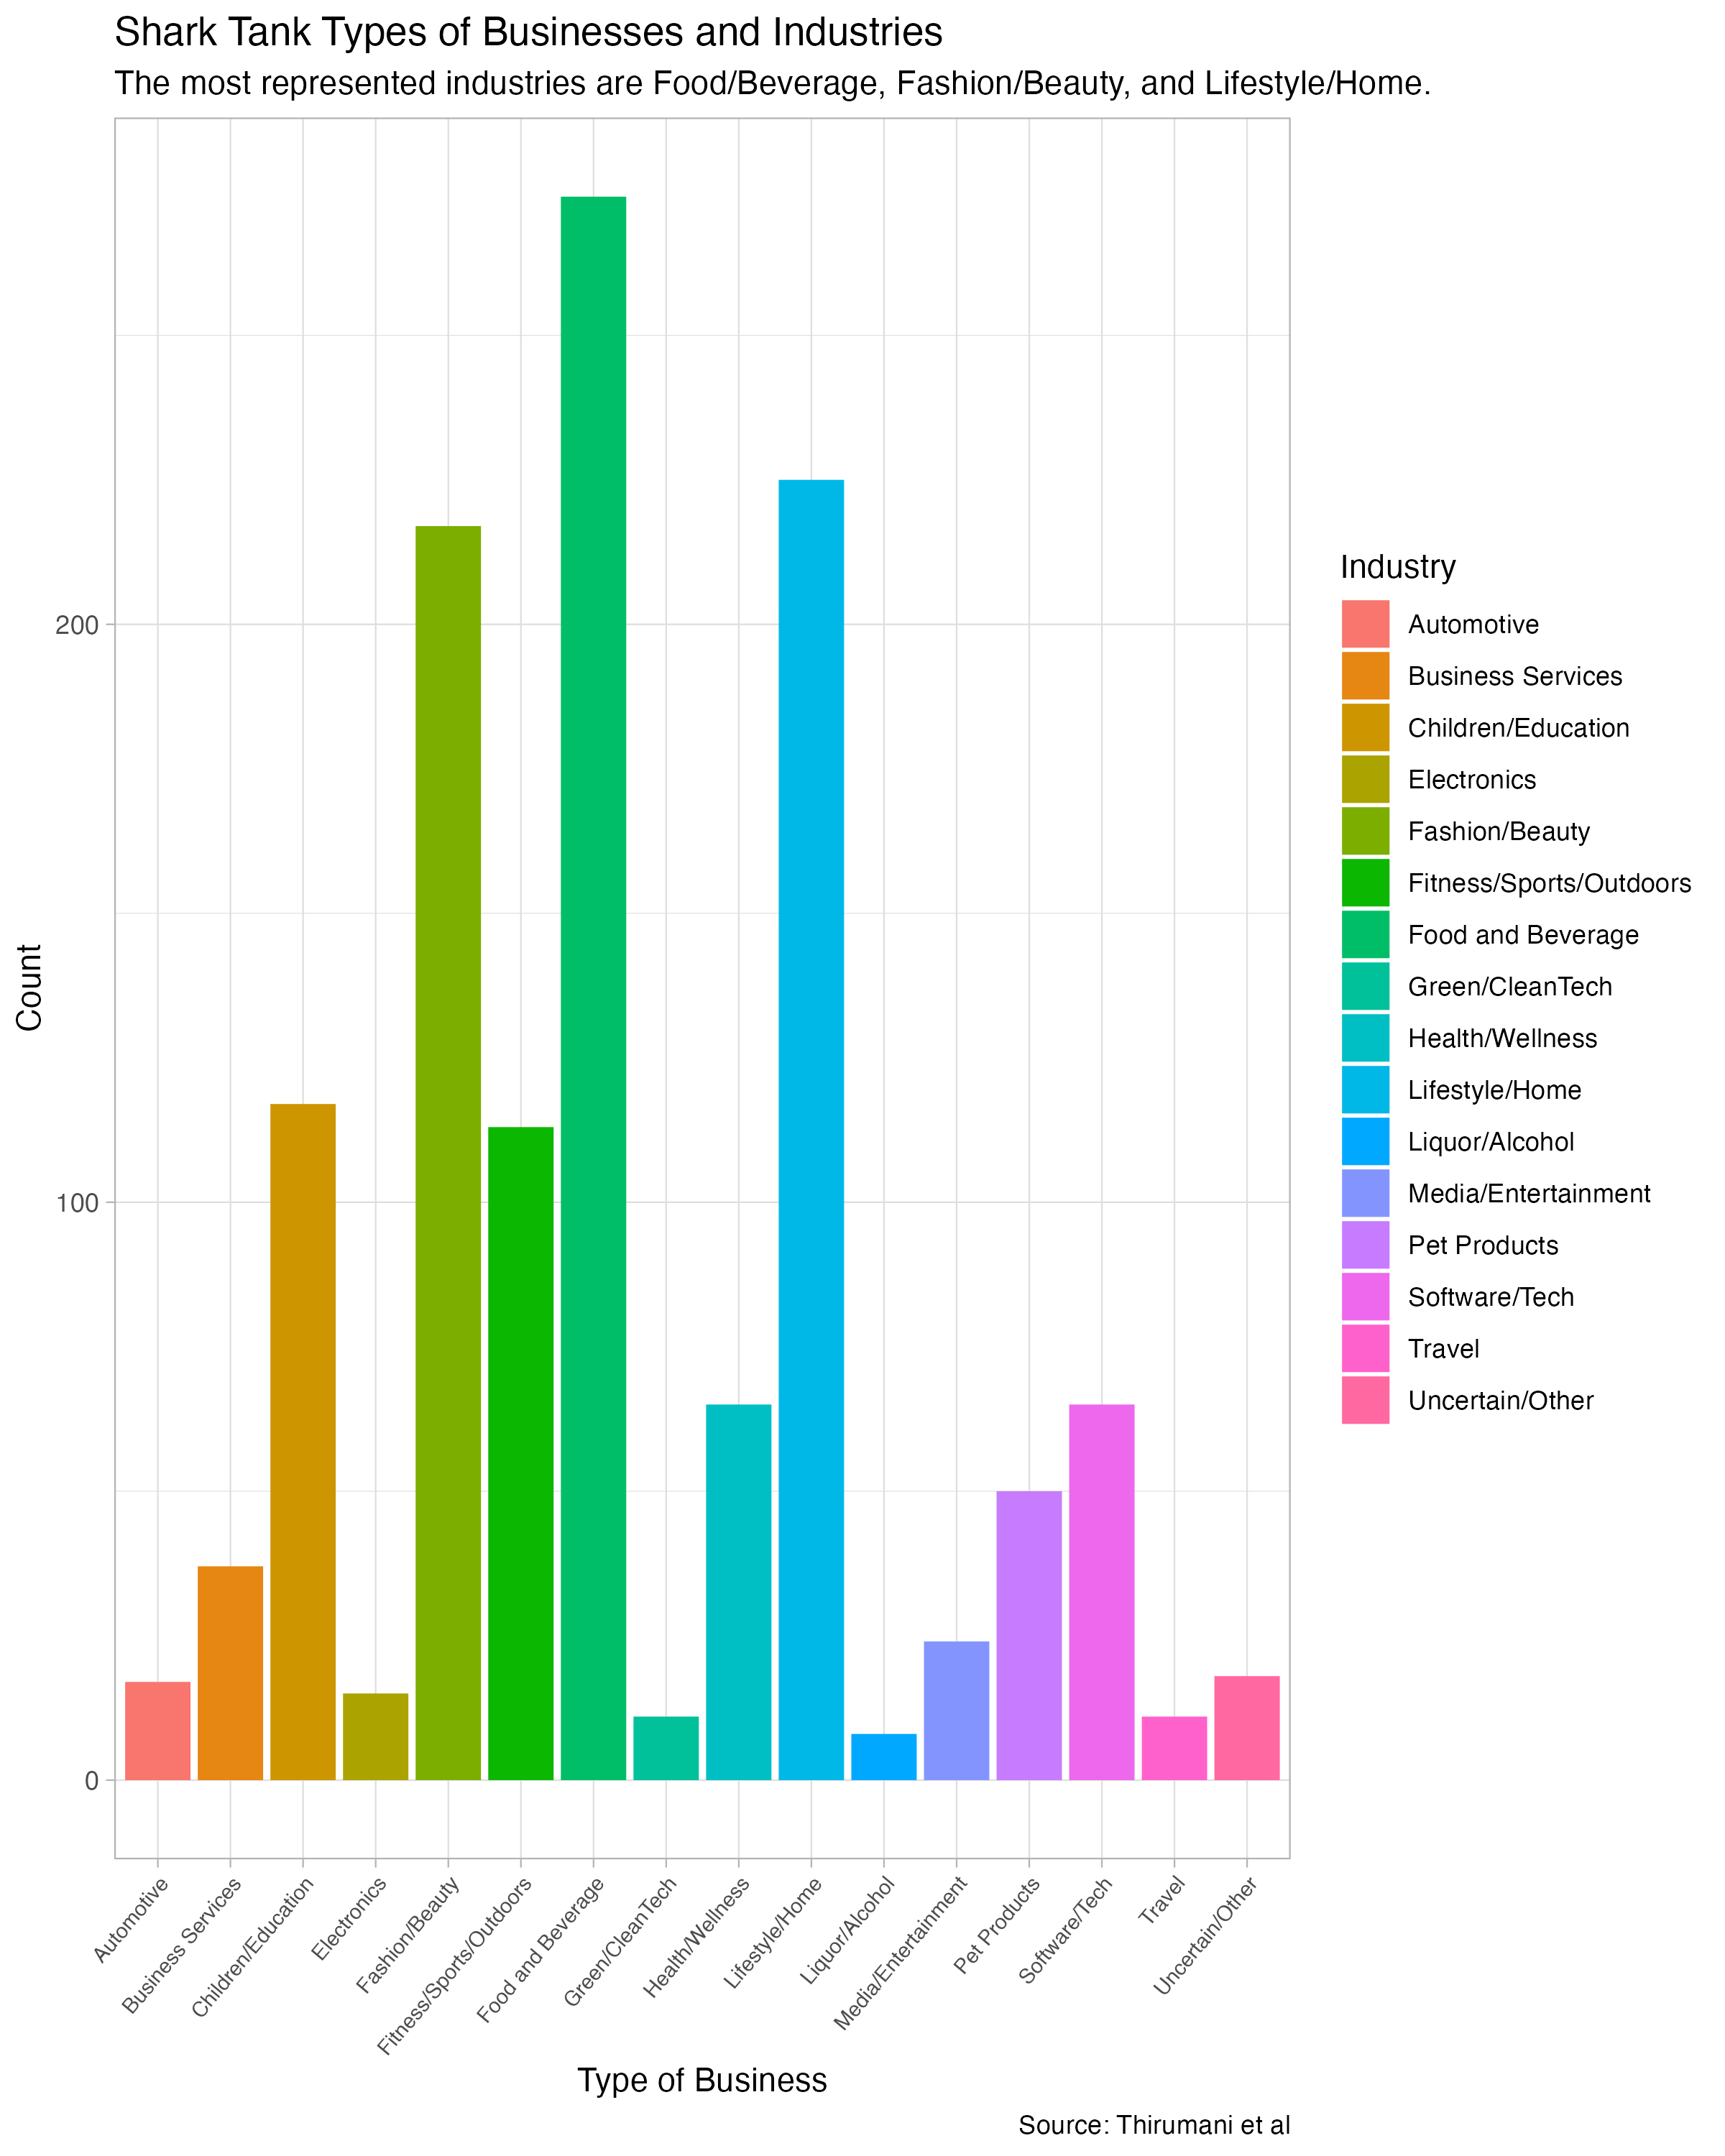 Shark Tank Types of Businesses and Industries
The most represented industries are Food/Beverage, Fashion/Beauty, and Lifestyle/Home.
Count
200
100
0
Automotive
Business Services
Children/Education
Electronics
Fashion/Beauty
Fitness/Sports/Outdoors
Food and Beverage
Green/CleanTech
Health/Wellness
Lifestyle/Home
Liquor/Alcohol
Media/Entertainment
Pet Products
Software/Tech
Travel
Uncertain/Other
Type of Business
Industry
Automotive
Business Services
Children/Education
Electronics
Fashion/Beauty
Fitness/Sports/Outdoors
Food and Beverage
Green/CleanTech
Health/Wellness
Lifestyle/Home
Liquor/Alcohol
Media/Entertainment
Pet Products
Software/Tech
Travel
Uncertain/Other
Source: Thirumani et al